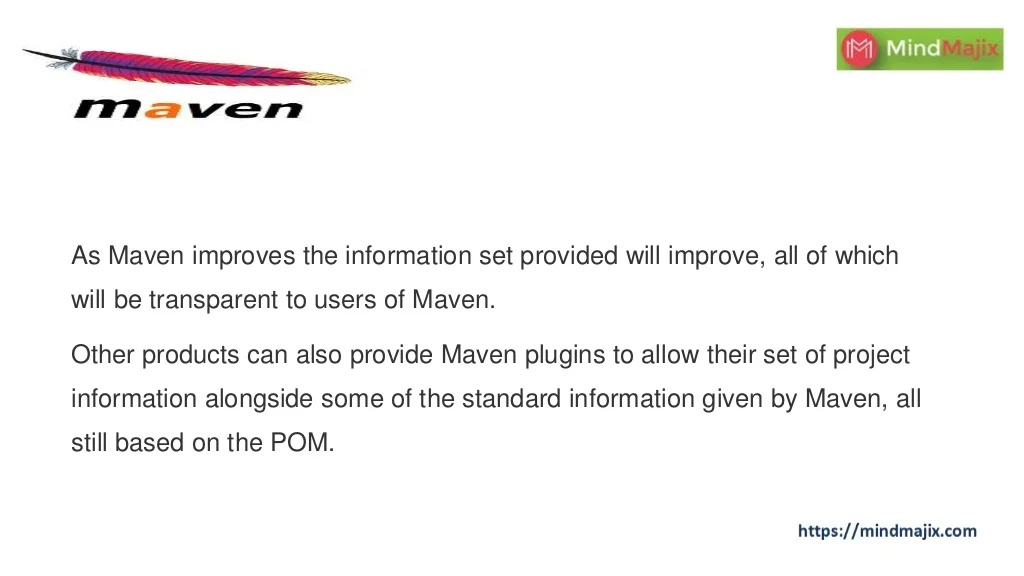 maven
MindMajix
As Maven improves the information set provided will improve, all of which
will be transparent to users of Maven.
Other products can also provide Maven plugins to allow their set of project
information alongside some of the standard information given by Maven, all
still based on the POM.
https://mindmajix.com